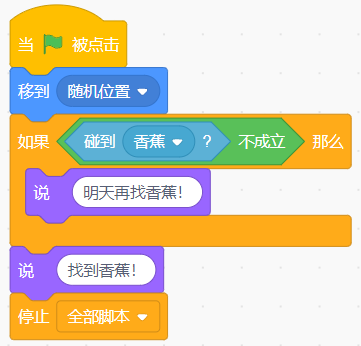 当 被点击
移到 随机位置
如果 碰到 香蕉 ? 不成立 那么
说 明天再找香蕉!
说 找到香蕉!
停止 全部脚本